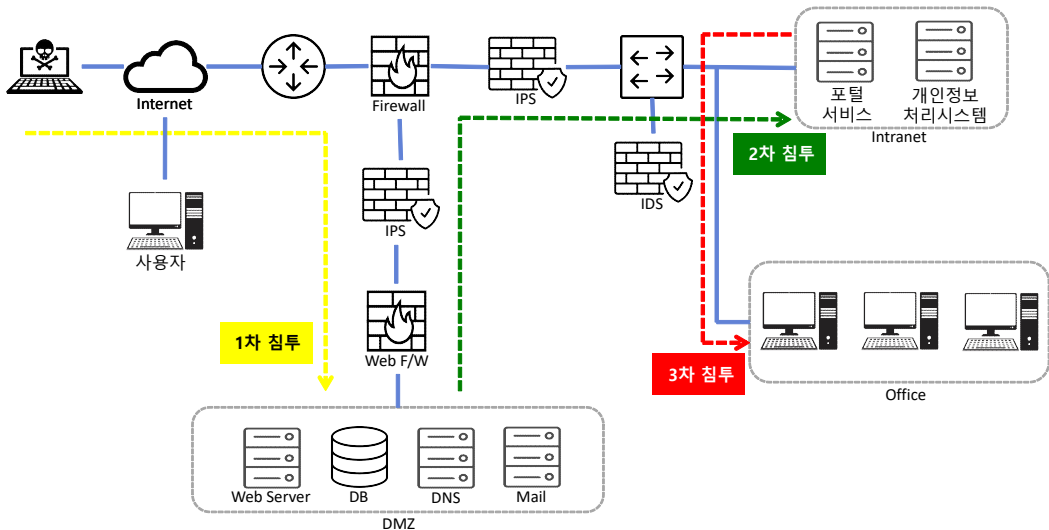 Internet
Firewall
IPS
포털
서비스
개인정보
처리시스템
Intranet
2차 침투
IDS
IPS
사용자
1차 침투
Web F/W
3차 침투
Office
Web Server
DB
DNS
Mail
DMZ